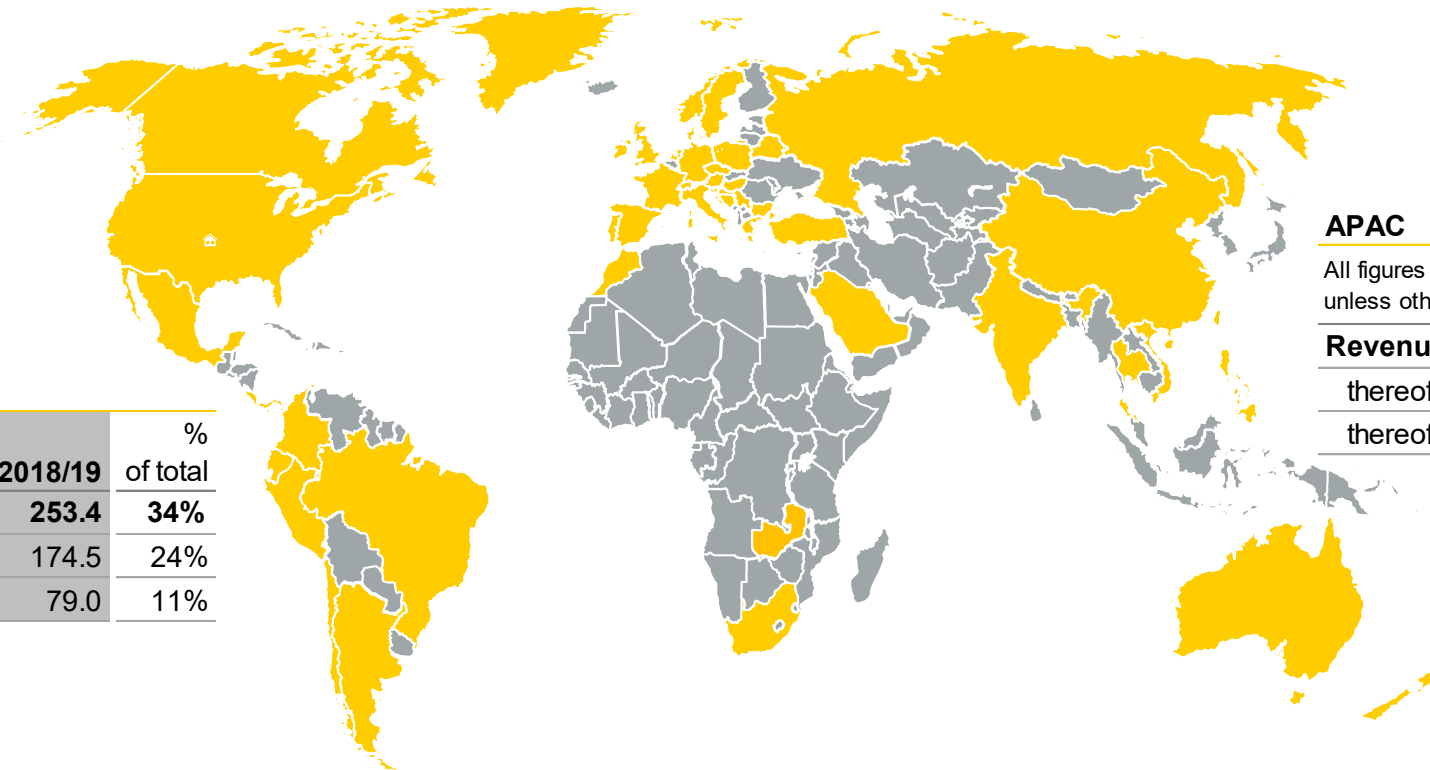 APAC
All figures
unless oth
Revenu
thereof
thereof
%
2018/19 of total
253.4 34%
174.5 24%
79.0 11%